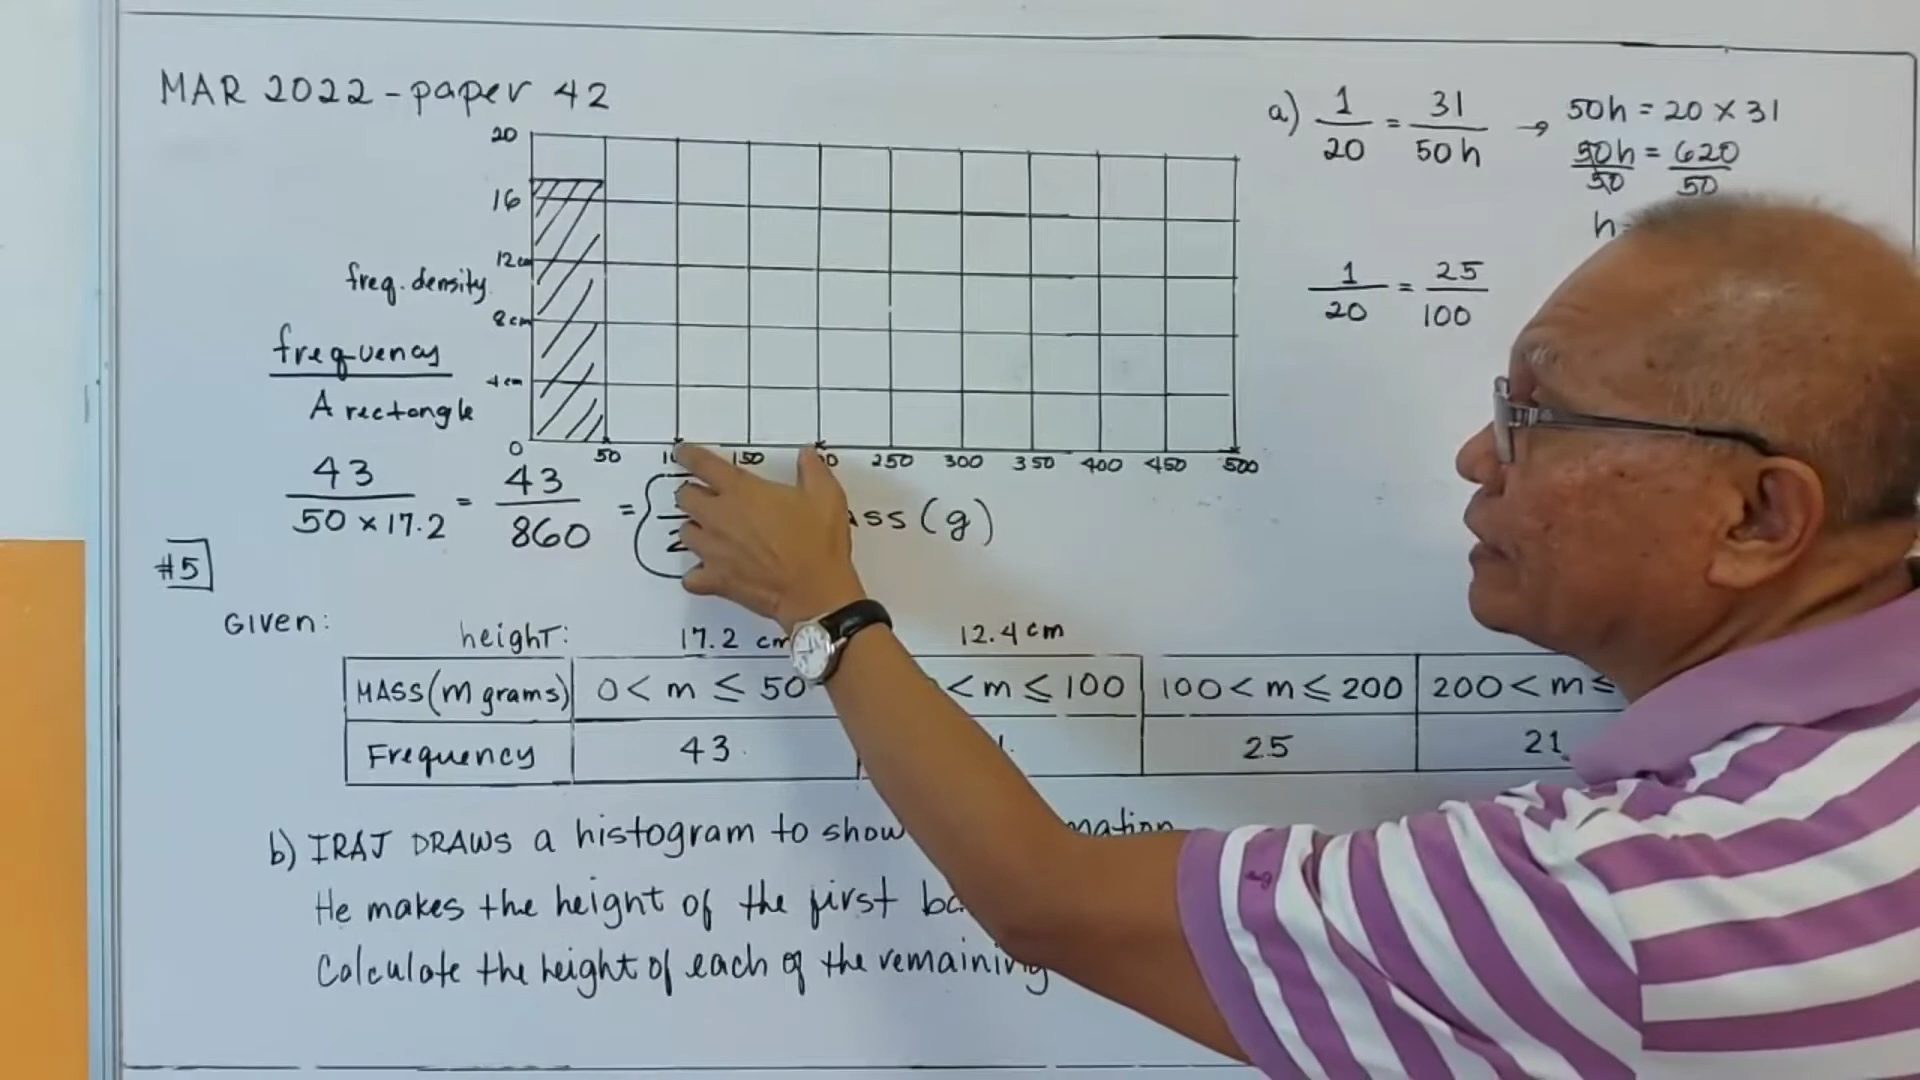 MAR 2022 - paper 42
20
16
12cm
8cm
4cm
0
freq. density
50 150 250 300 350 400 450 500
ass (g)
frequency
A rectangle
43 / 50 × 17.2 = 43 / 860 =
a) 1/20 = 31/50h → 50h = 20 × 31
50h/50 = 620/50
h=
1/20 = 25/100
#5
Given:
height: 17.2 cm 12.4 cm
MASS (m grams) 0 < m ≤ 50 < m ≤ 100 100 < m ≤ 200 200 < m ≤
Frequency 43 25 21
b) IRAJ DRAWS a histogram to show
He makes the height of the first
Calculate the height of each of the remaining